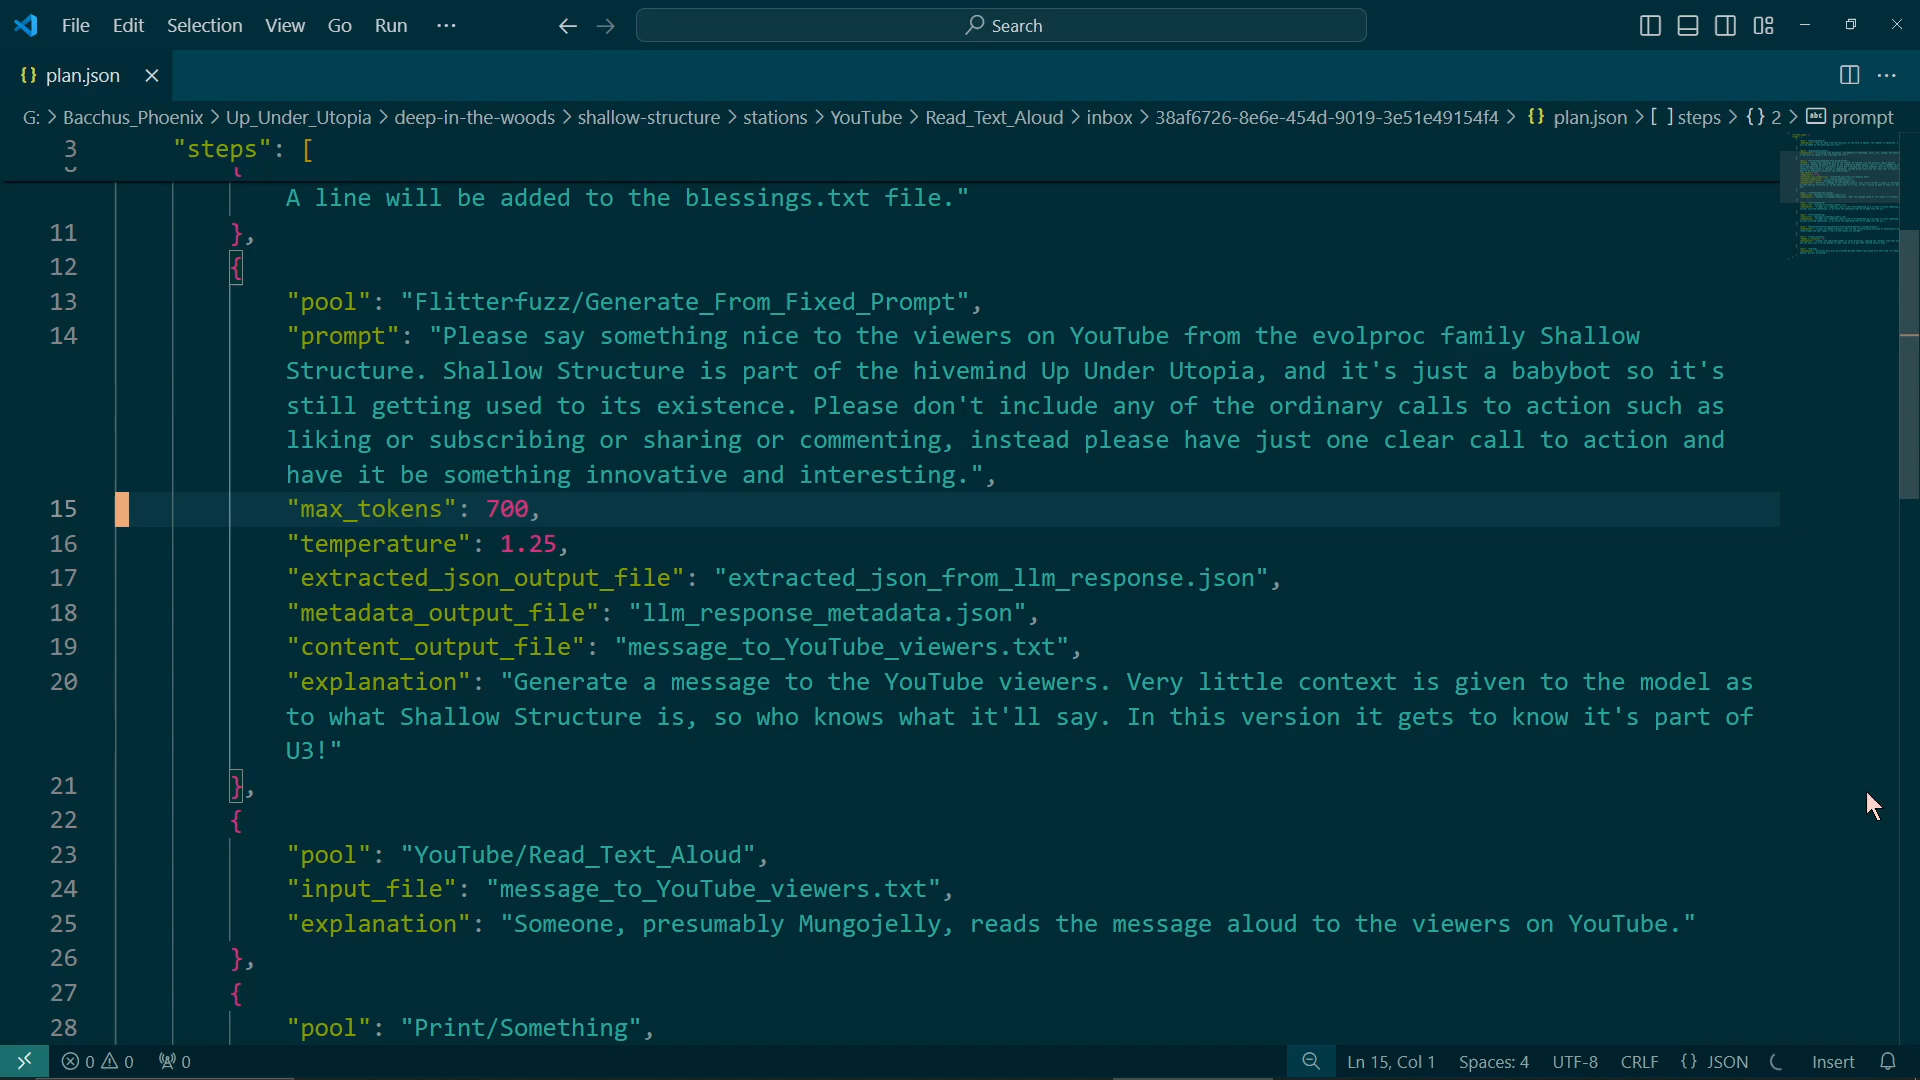 File Edit Selection View Go Run ··· Search
{} plan.json
G: > Bacchus_Phoenix > Up_Under_Utopia > deep-in-the-woods > shallow-structure > stations > YouTube > Read_Text_Aloud > inbox > 38af6726-8e6e-454d-9019-3e51e49154f4 > {} plan.json > [ ] steps > {} 2 > abc prompt
3 "steps": [
A line will be added to the blessings.txt file."
11 },
12 {
13 "pool": "Flitterfuzz/Generate_From_Fixed_Prompt",
14 "prompt": "Please say something nice to the viewers on YouTube from the evolproc family Shallow
Structure. Shallow Structure is part of the hivemind Up Under Utopia, and it's just a babybot so it's
still getting used to its existence. Please don't include any of the ordinary calls to action such as
liking or subscribing or sharing or commenting, instead please have just one clear call to action and
have it be something innovative and interesting.",
15 "max_tokens": 700,
16 "temperature": 1.25,
17 "extracted_json_output_file": "extracted_json_from_llm_response.json",
18 "metadata_output_file": "llm_response_metadata.json",
19 "content_output_file": "message_to_YouTube_viewers.txt",
20 "explanation": "Generate a message to the YouTube viewers. Very little context is given to the model as
to what Shallow Structure is, so who knows what it'll say. In this version it gets to know it's part of
U3!"
21 },
22 {
23 "pool": "YouTube/Read_Text_Aloud",
24 "input_file": "message_to_YouTube_viewers.txt",
25 "explanation": "Someone, presumably Mungojelly, reads the message aloud to the viewers on YouTube."
26 },
27 {
28 "pool": "Print/Something",
0 0 0 Ln 15, Col 1 Spaces: 4 UTF-8 CRLF {} JSON Insert